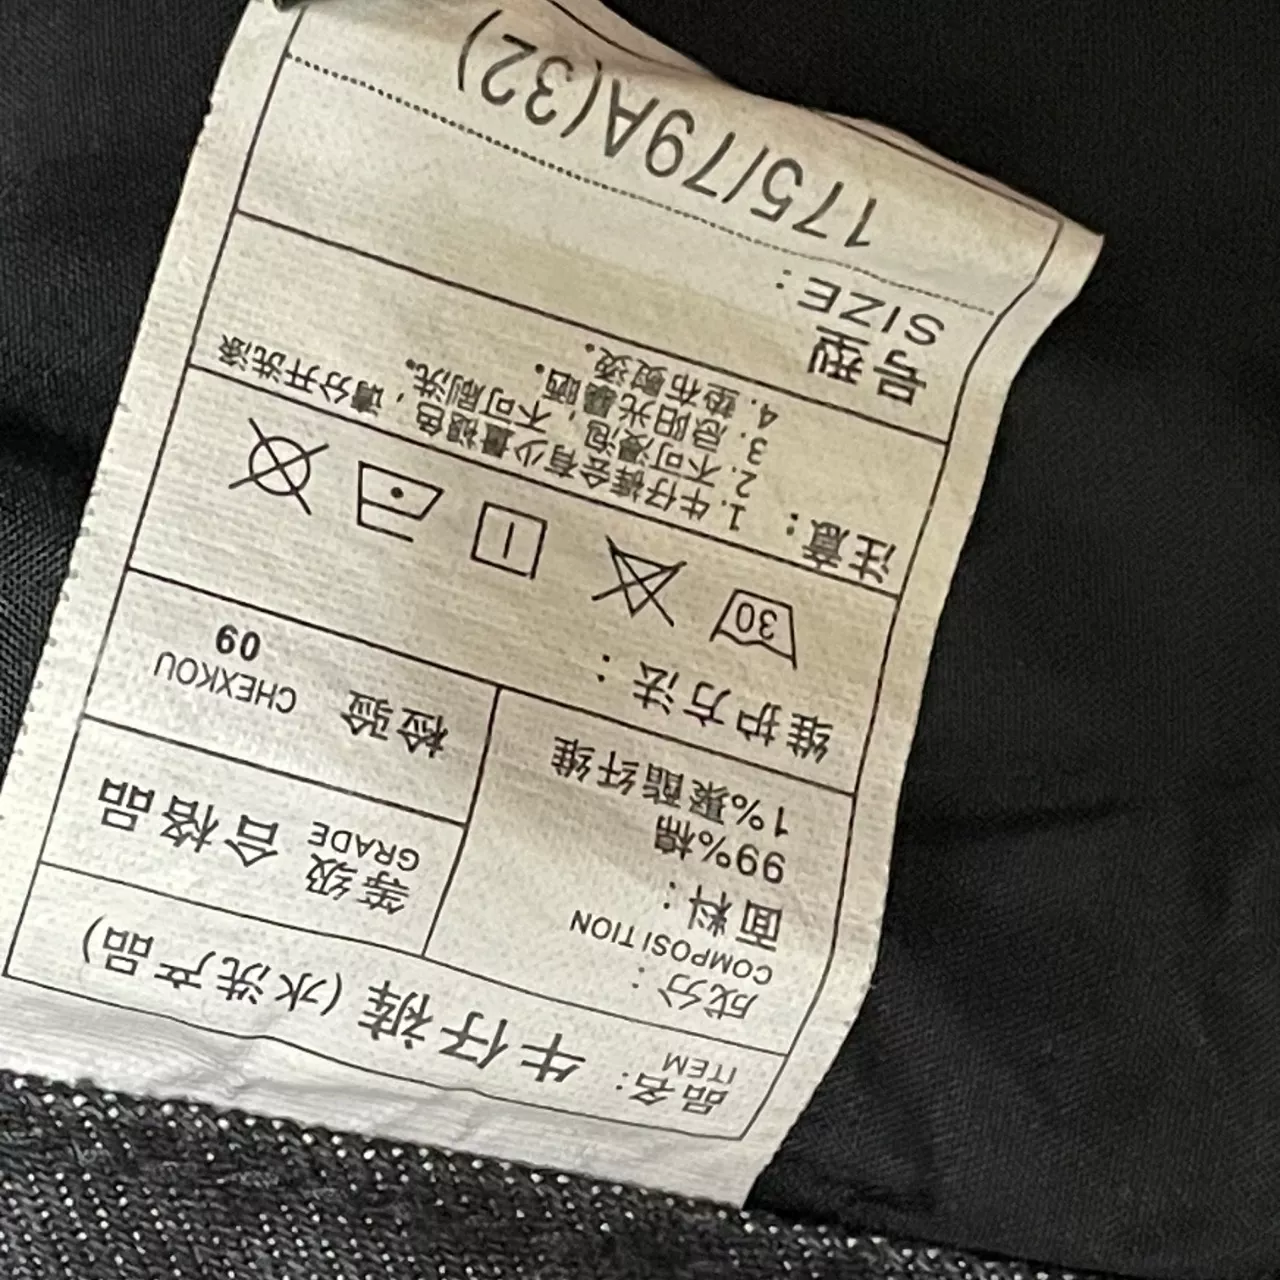 品名: 牛仔裤(水洗产品)
ITEM
成分:
COMPOSITION
面料:
99%棉
1%聚酯纤维
等级 合格品
GRADE
检验 CHEXKOU
09
维护方法:
30
注意: 1. 牛仔裤会有少量褪色, 请分开洗涤
2. 不可浸泡, 不可刷洗。
3. 忌阳光曝晒。
4. 垫布熨烫。
号型
SIZE:
175/79A(32)